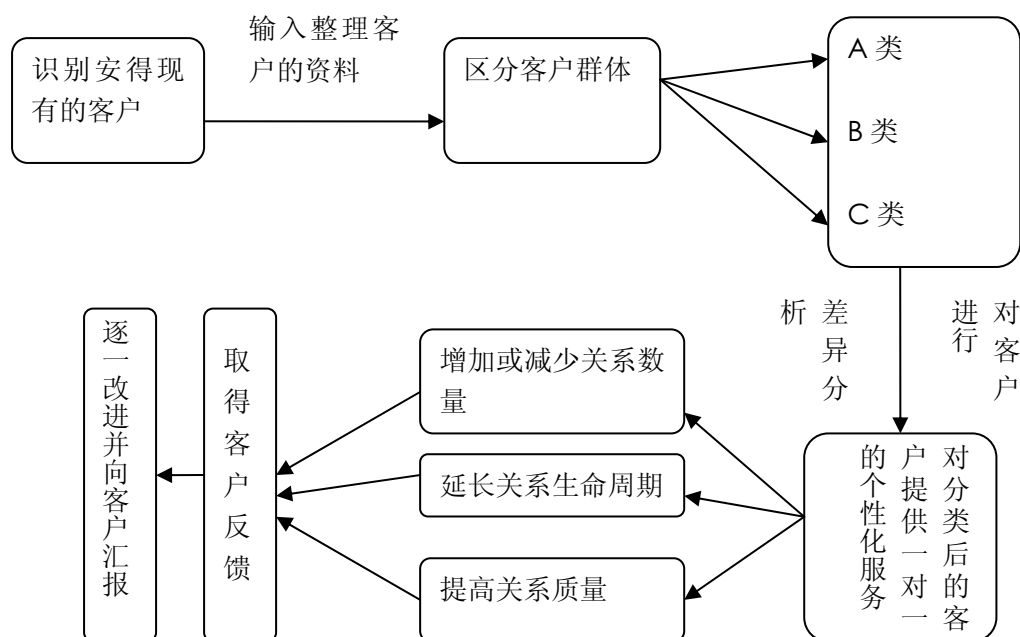 识别安得现
有的客户
输入整理客
户的资料
区分客户群体
A 类
B 类
C 类
对客户
进行
差异分
析
对分类后的客
户提供一对一
的个性化服务
增加或减少关系数
量
延长关系生命周期
提高关系质量
取得客户反馈
逐一改进并向客户汇报